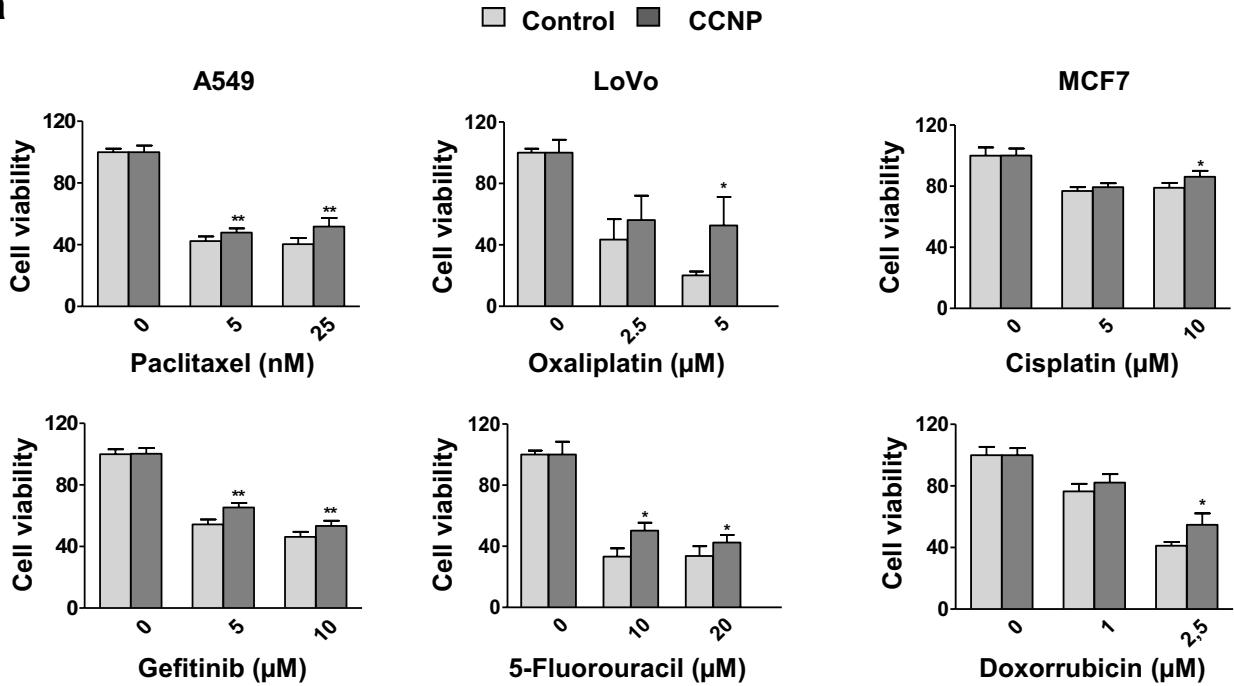 a
Control CCNP
A549 LoVo MCF7
Cell viability 120 80 40 0
** **
0 5 25
Paclitaxel (nM)
Cell viability 120 80 40 0
*
0 2.5 5
Oxaliplatin (µM)
Cell viability 120 80 40 0
*
0 5 10
Cisplatin (µM)
Cell viability 120 80 40 0
** **
0 5 10
Gefitinib (µM)
Cell viability 120 80 40 0
* *
0 10 20
5-Fluorouracil (µM)
Cell viability 120 80 40 0
*
0 1 2,5
Doxorrubicin (µM)